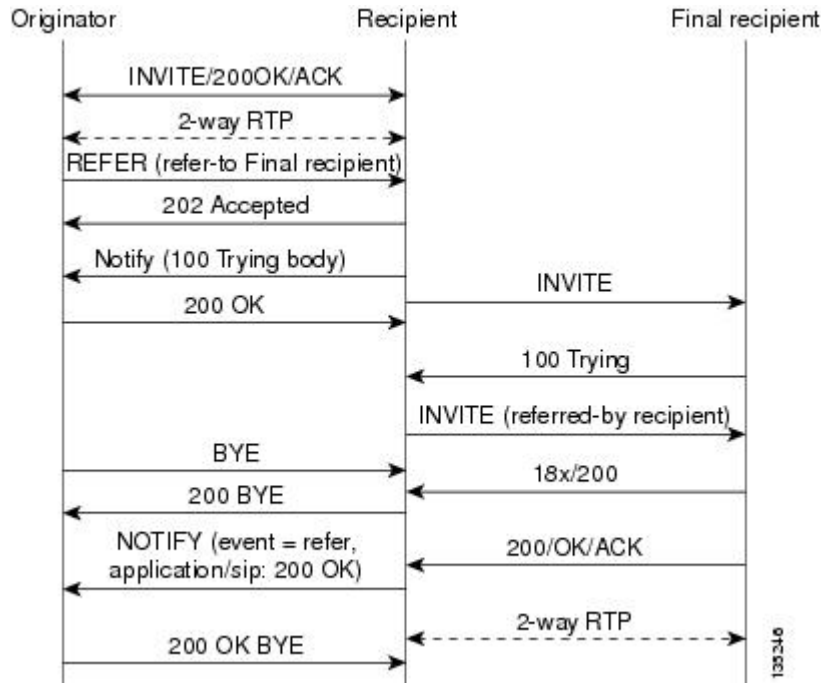 Originator Recipient Final recipient
INVITE/200OK/ACK
2-way RTP
REFER (refer-to Final recipient)
202 Accepted
Notify (100 Trying body)
INVITE
200 OK
100 Trying
INVITE (referred-by recipient)
BYE
18x/200
200 BYE
NOTIFY (event = refer,
application/sip: 200 OK)
200/OK/ACK
2-way RTP
200 OK BYE
135246